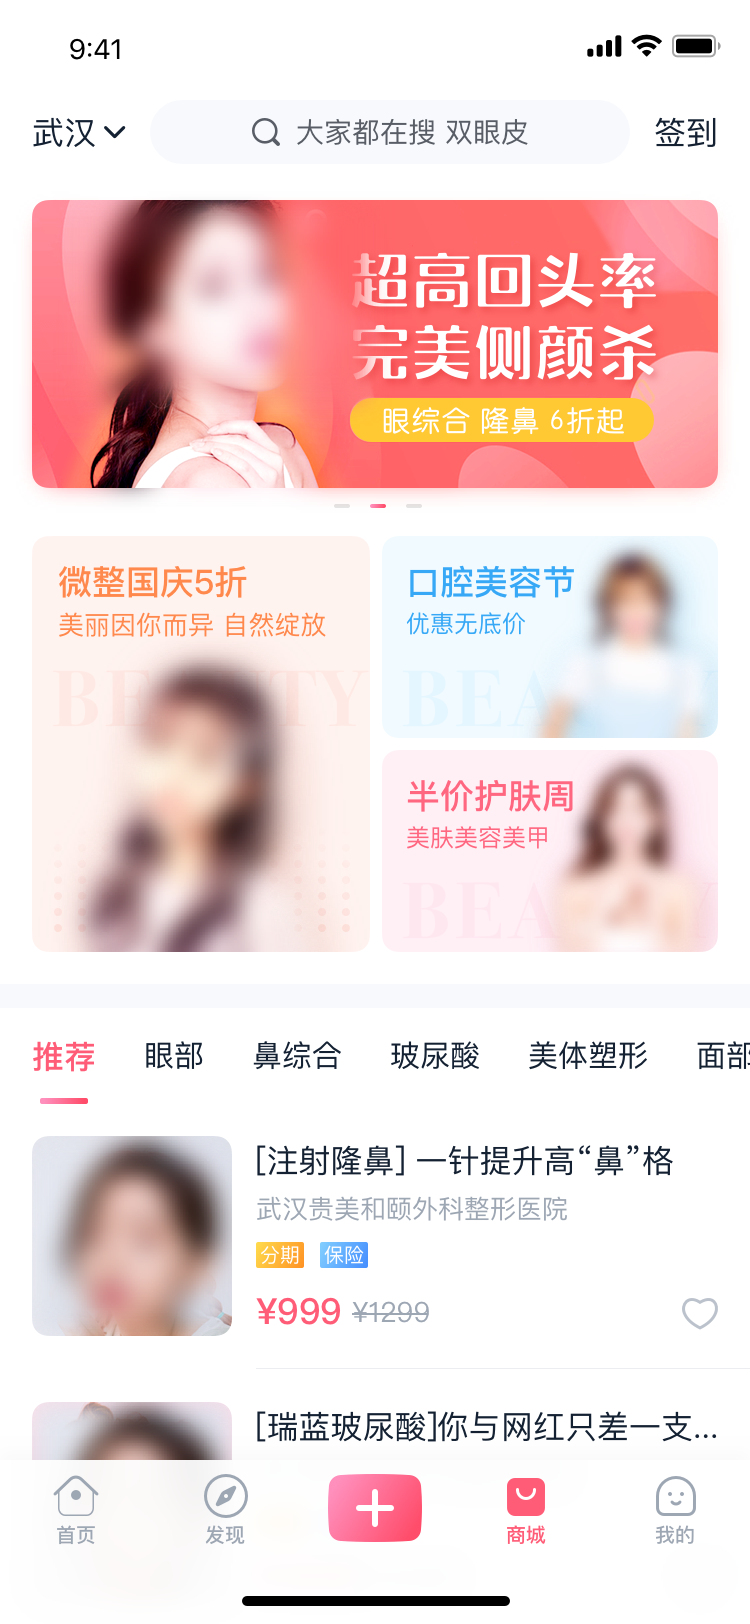 9:41
武汉
大家都在搜 双眼皮
签到
超高回头率
完美侧颜杀
眼综合 隆鼻 6折起
微整国庆5折
美丽因你而异 自然绽放
BEAUTY
口腔美容节
优惠无底价
BEA
半价护肤周
美肤美容美甲
BEAUTY
推荐
眼部
鼻综合
玻尿酸
美体塑形
面部
[注射隆鼻] 一针提升高“鼻”格
武汉贵美和颐外科整形医院
分期
保险
¥999
¥1299
[瑞蓝玻尿酸]你与网红只差一支...
首页
发现
商城
我的